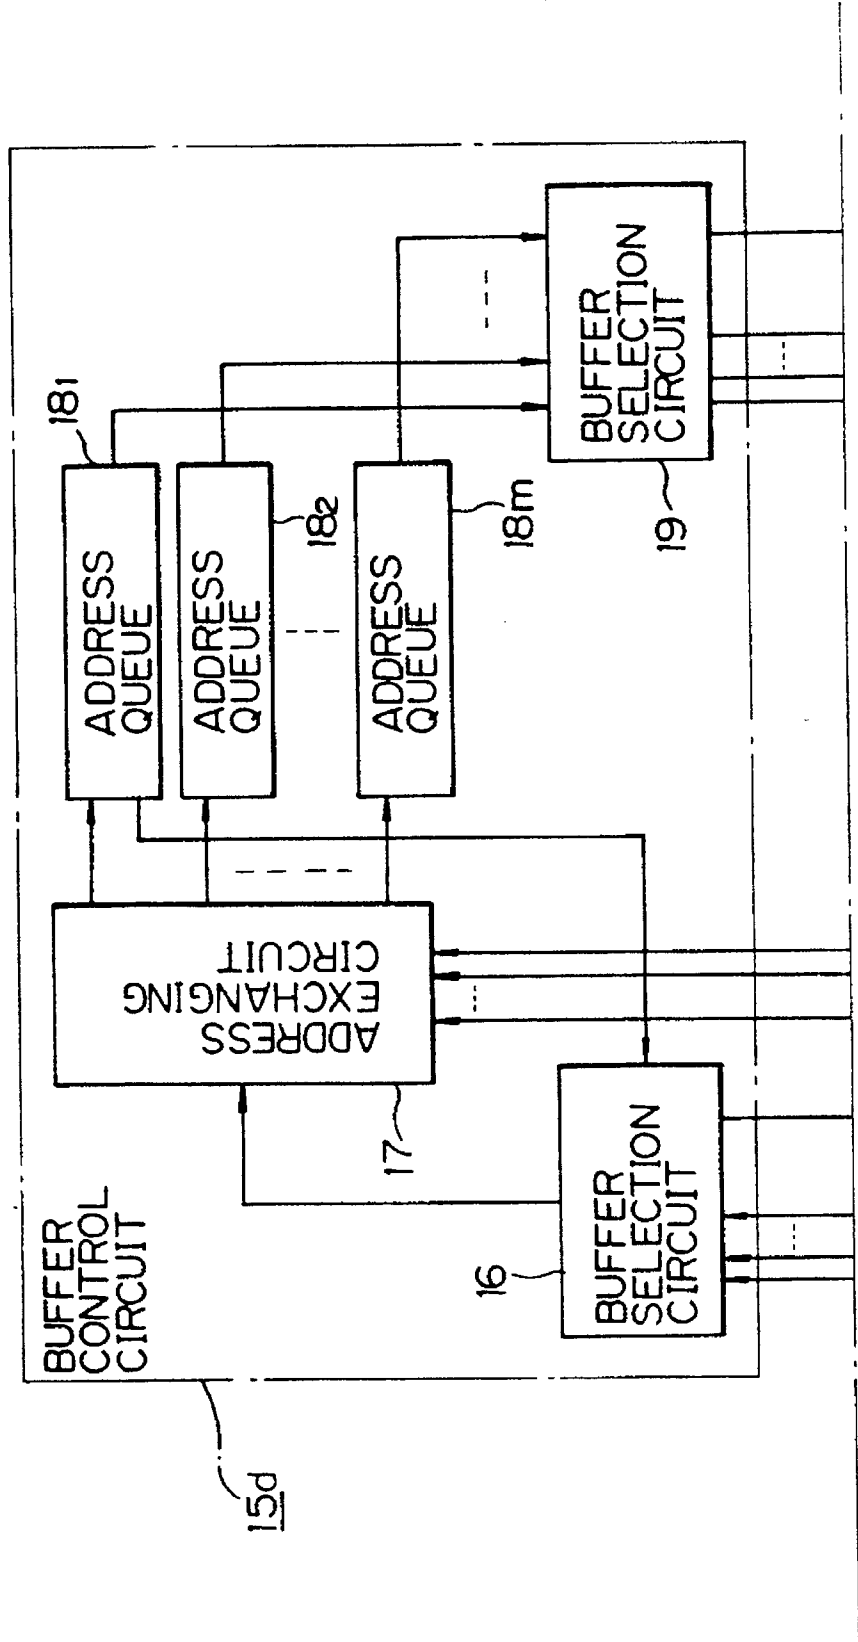 BUFFER
CONTROL
CIRCUIT
15d
16
BUFFER
SELECTION
CIRCUIT
17
ADDRESS
EXCHANGING
CIRCUIT
ADDRESS
QUEUE
181
ADDRESS
QUEUE
182
ADDRESS
QUEUE
18m
BUFFER
SELECTION
CIRCUIT
19